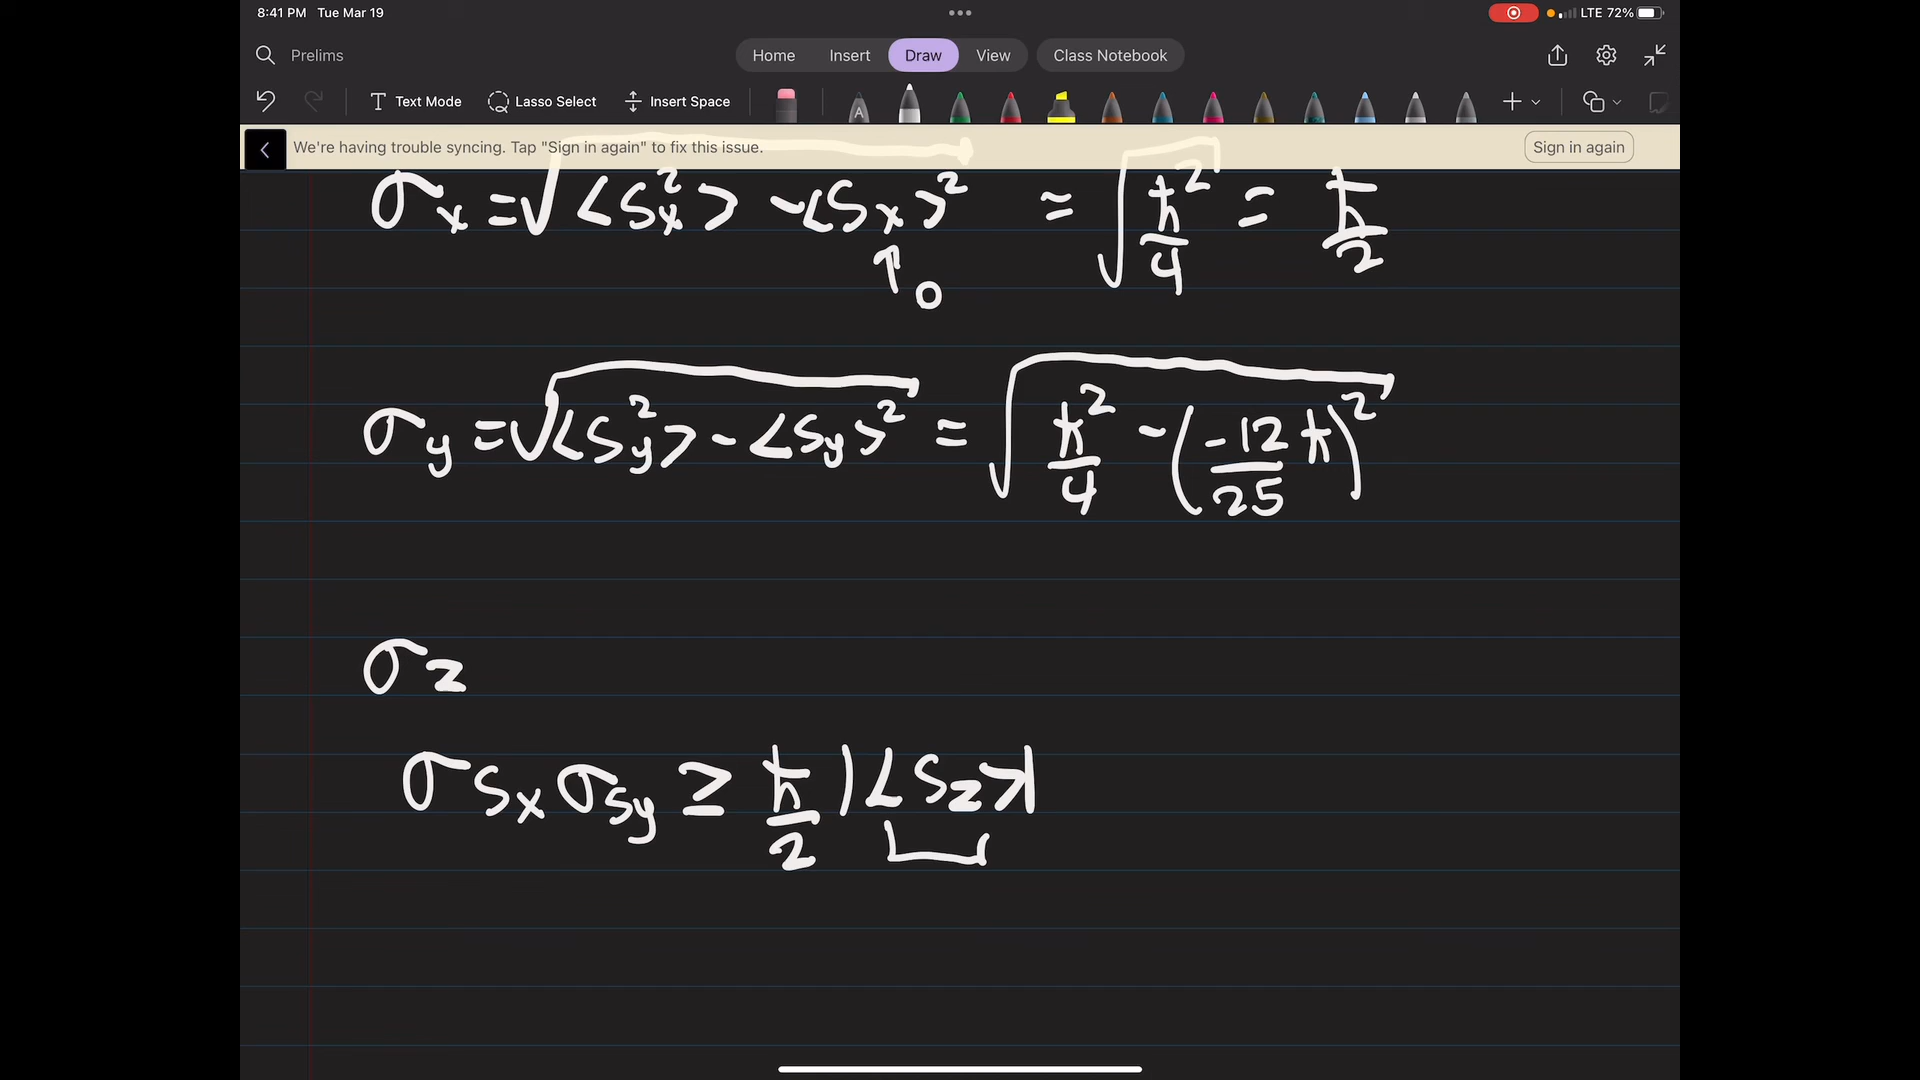 8:41 PM Tue Mar 19 LTE 72%
Prelims Home Insert Draw View Class Notebook
Text Mode Lasso Select Insert Space A
We're having trouble syncing. Tap "Sign in again" to fix this issue. Sign in again
σx = √(<Sx²> - <Sx>²) = √(ħ²/4) = ħ/2
↑0
σy = √(<Sy²> - <Sy>²) = √(ħ²/4 - (-12/25 ħ)²)
σz
σSx σSy ≥ ħ/2 |<Sz>|